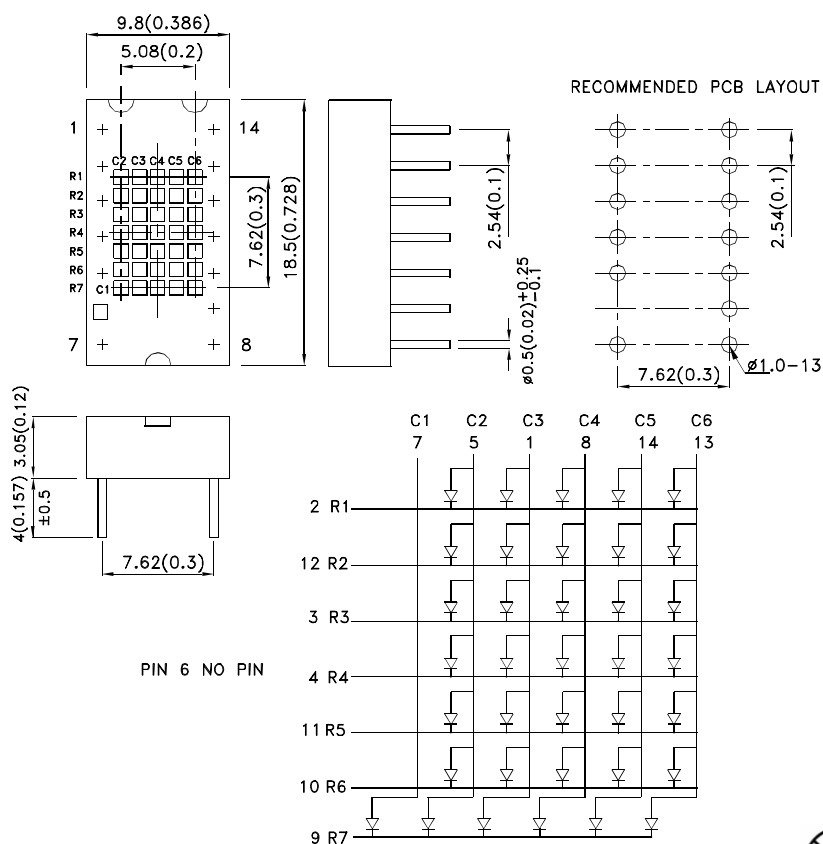 9.8(0.386)
5.08(0.2)
RECOMMENDED PCB LAYOUT
1
14
C2 C3 C4 C5 C6
R1
R2
R3
R4
R5
R6
R7
C1
7
8
7.62(0.3)
18.5(0.728)
2.54(0.1)
ø0.5(0.02)+0.25
-0.1
2.54(0.1)
7.62(0.3)
ø1.0-13
3.05(0.12)
4(0.157)
±0.5
7.62(0.3)
PIN 6 NO PIN
C1 C2 C3 C4 C5 C6
7 5 1 8 14 13
2 R1
12 R2
3 R3
4 R4
11 R5
10 R6
9 R7